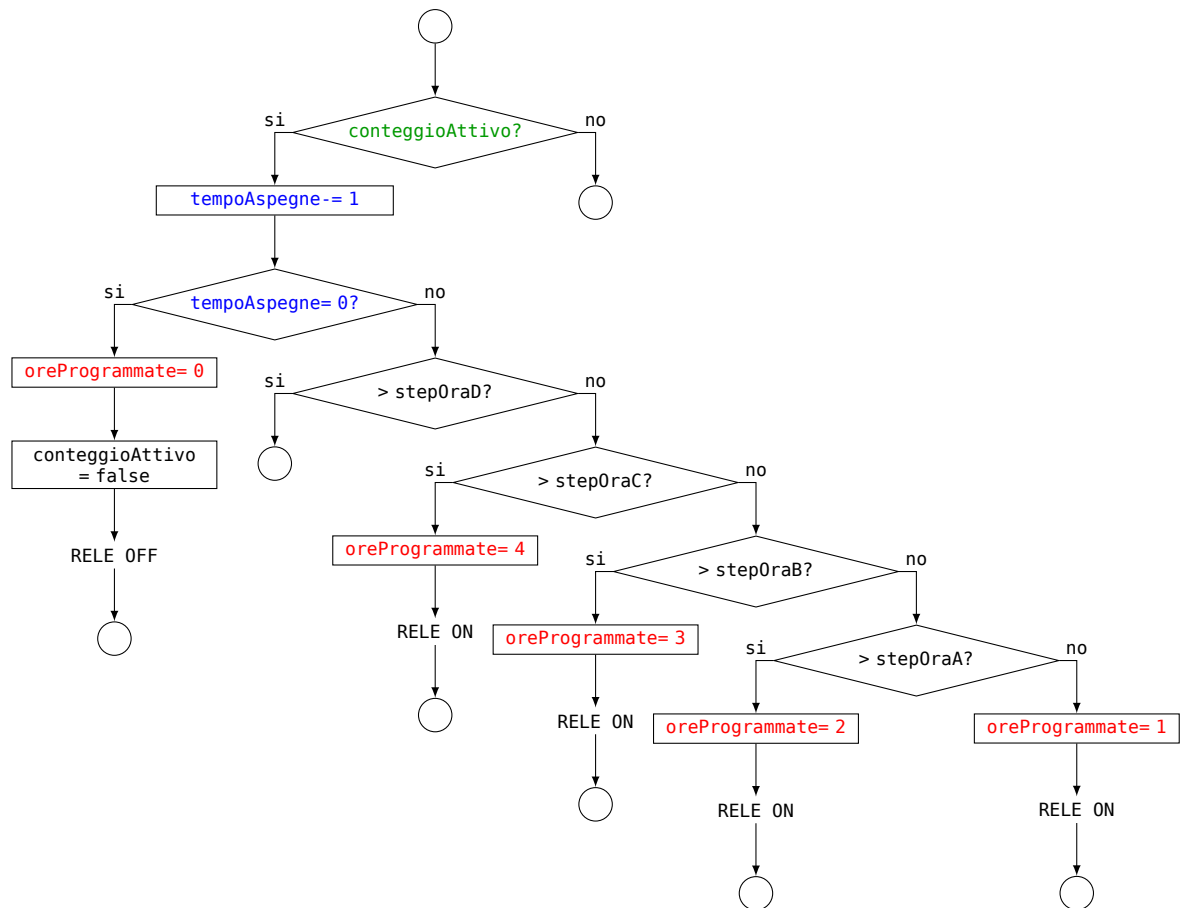 si
conteggioAttivo?
no
tempoAspegne-= 1
si
tempoAspegne= 0?
no
oreProgrammate= 0
si
> stepOraD?
no
conteggioAttivo
= false
si
> stepOraC?
no
RELE OFF
oreProgrammate= 4
si
> stepOraB?
no
RELE ON
oreProgrammate= 3
si
> stepOraA?
no
RELE ON
oreProgrammate= 2
oreProgrammate= 1
RELE ON
RELE ON